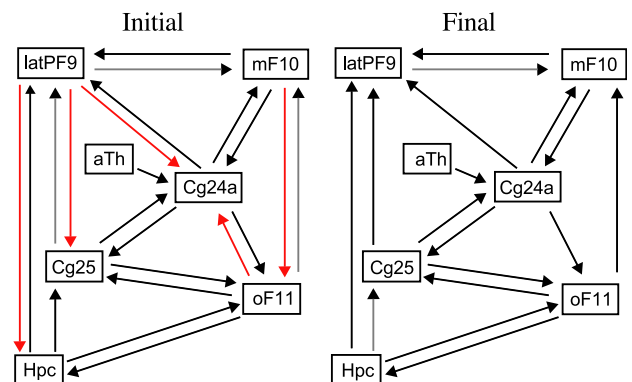 Initial
latPF9
mF10
aTh
Cg24a
Cg25
oF11
Hpc
Final
latPF9
mF10
aTh
Cg24a
Cg25
oF11
Hpc